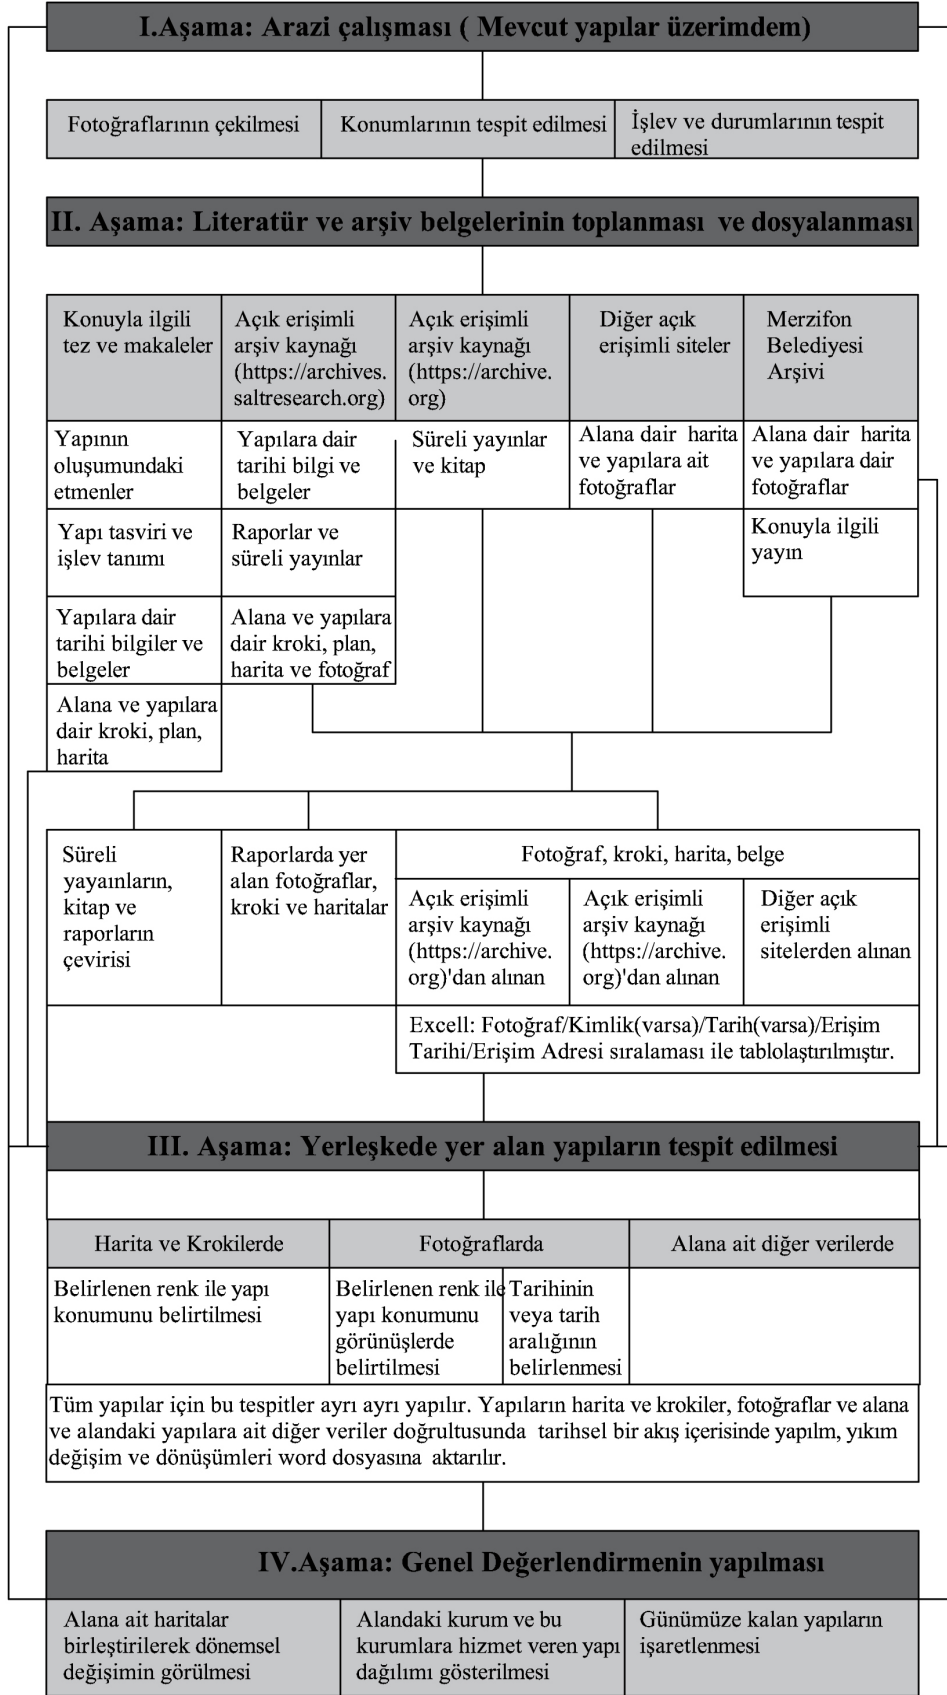 I.Aşama: Arazi çalışması ( Mevcut yapılar üzerimdem)
Fotoğraflarının çekilmesi
Konumlarının tespit edilmesi
İşlev ve durumlarının tespit
edilmesi
II. Aşama: Literatür ve arşiv belgelerinin toplanması ve dosyalanması
Konuyla ilgili
tez ve makaleler
Açık erişimli
arşiv kaynağı
(https://archives.
saltresearch.org)
Açık erişimli
arşiv kaynağı
(https://archive.
org)
Diğer açık
erişimli siteler
Merzifon
Belediyesi
Arşivi
Yapının
oluşumundaki
etmenler
Yapılara dair
tarihi bilgi ve
belgeler
Süreli yayınlar
ve kitap
Alana dair harita
ve yapılara ait
fotoğraflar
Alana dair harita
ve yapılara dair
fotoğraflar
Yapı tasviri ve
işlev tanımı
Raporlar ve
süreli yayınlar
Konuyla ilgili
yayın
Yapılara dair
tarihi bilgiler ve
belgeler
Alana ve yapılara
dair kroki, plan,
harita ve fotoğraf
Alana ve yapılara
dair kroki, plan,
harita
Süreli
yayaınların,
kitap ve
raporların
çevirisi
Raporlarda yer
alan fotoğraflar,
kroki ve haritalar
Fotoğraf, kroki, harita, belge
Açık erişimli
arşiv kaynağı
(https://archive.
org)'dan alınan
Açık erişimli
arşiv kaynağı
(https://archive.
org)'dan alınan
Diğer açık
erişimli
sitelerden alınan
Excell: Fotoğraf/Kimlik(varsa)/Tarih(varsa)/Erişim
Tarihi/Erişim Adresi sıralaması ile tablolaştırılmıştır.
III. Aşama: Yerleşkede yer alan yapıların tespit edilmesi
Harita ve Krokilerde
Fotoğraflarda
Alana ait diğer verilerde
Belirlenen renk ile yapı
konumunu belirtilmesi
Belirlenen renk ile
yapı konumunu
görünüşlerde
belirtilmesi
Tarihinin
veya tarih
aralığının
belirlenmesi
Tüm yapılar için bu tespitler ayrı ayrı yapılır. Yapıların harita ve krokiler, fotoğraflar ve alana
ve alandaki yapılara ait diğer veriler doğrultusunda tarihsel bir akış içerisinde yapılm, yıkım
değişim ve dönüşümleri word dosyasına aktarılır.
IV.Aşama: Genel Değerlendirmenin yapılması
Alana ait haritalar
birleştirilerek dönemsel
değişimin görülmesi
Alandaki kurum ve bu
kurumlara hizmet veren yapı
dağılımı gösterilmesi
Günümüze kalan yapıların
işaretlenmesi